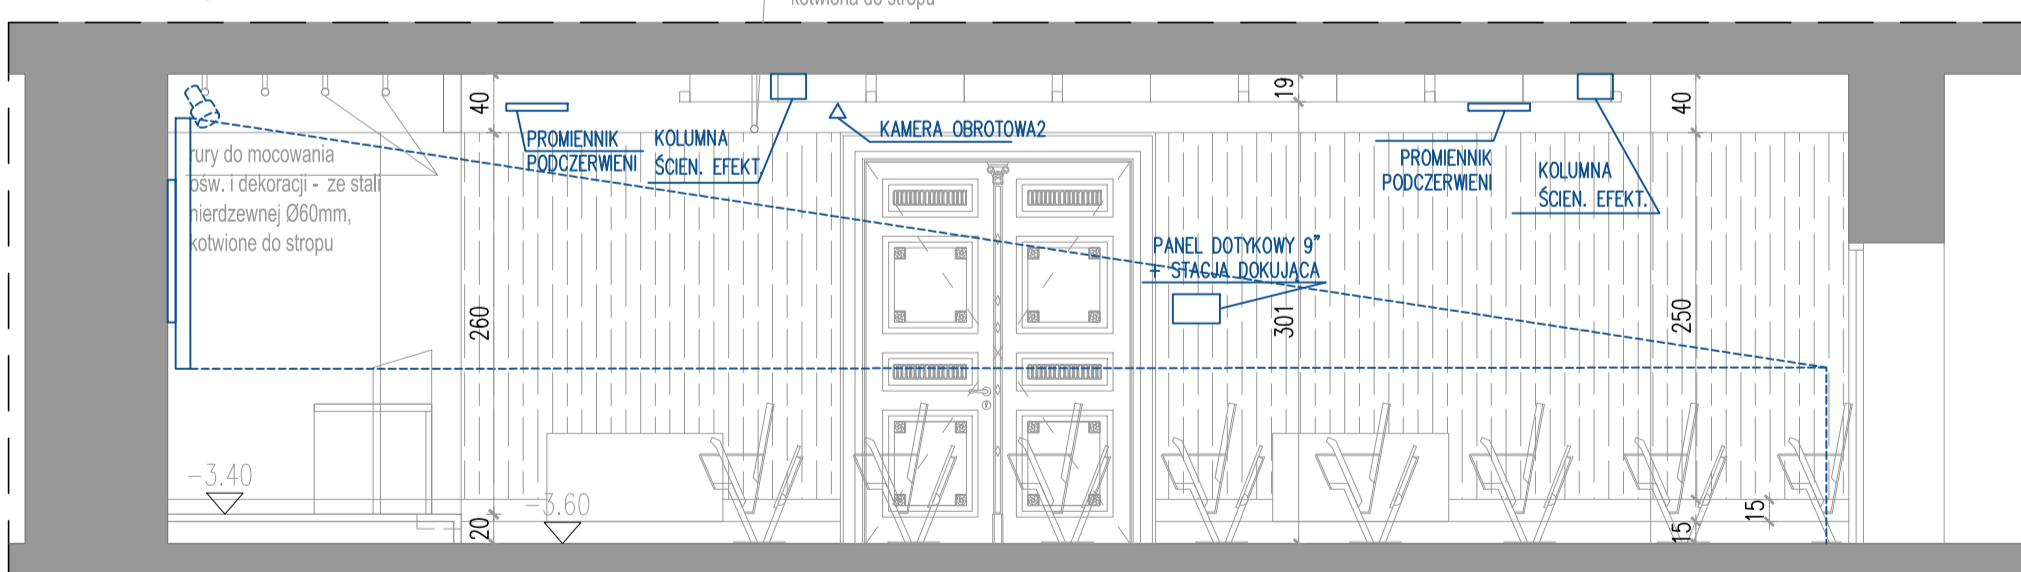 kotwiona do stropu
40
PROMIENNIK
PODCZERWIENI
KOLUMNA
ŚCIEN. EFEKT.
KAMERA OBROTOWA2
19
PROMIENNIK
PODCZERWIENI
KOLUMNA
ŚCIEN. EFEKT.
40
rury do mocowania
ośw. i dekoracji - ze stali
nierdzewnej Ø60mm,
kotwione do stropu
PANEL DOTYKOWY 9"
+ STACJA DOKUJĄCA
260
301
250
-3.40
-3.60
20
15
15